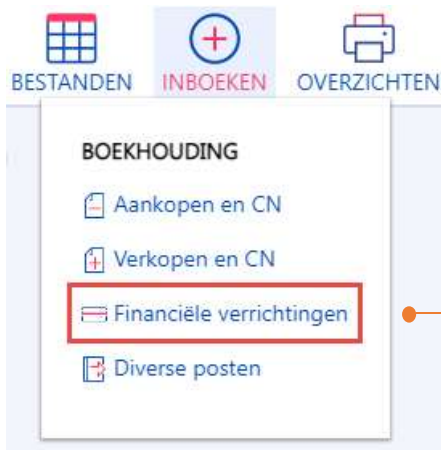 BESTANDEN INBOEKEN OVERZICHTEN
BOEKHOUDING
Aankopen en CN
Verkopen en CN
Financiële verrichtingen
Diverse posten